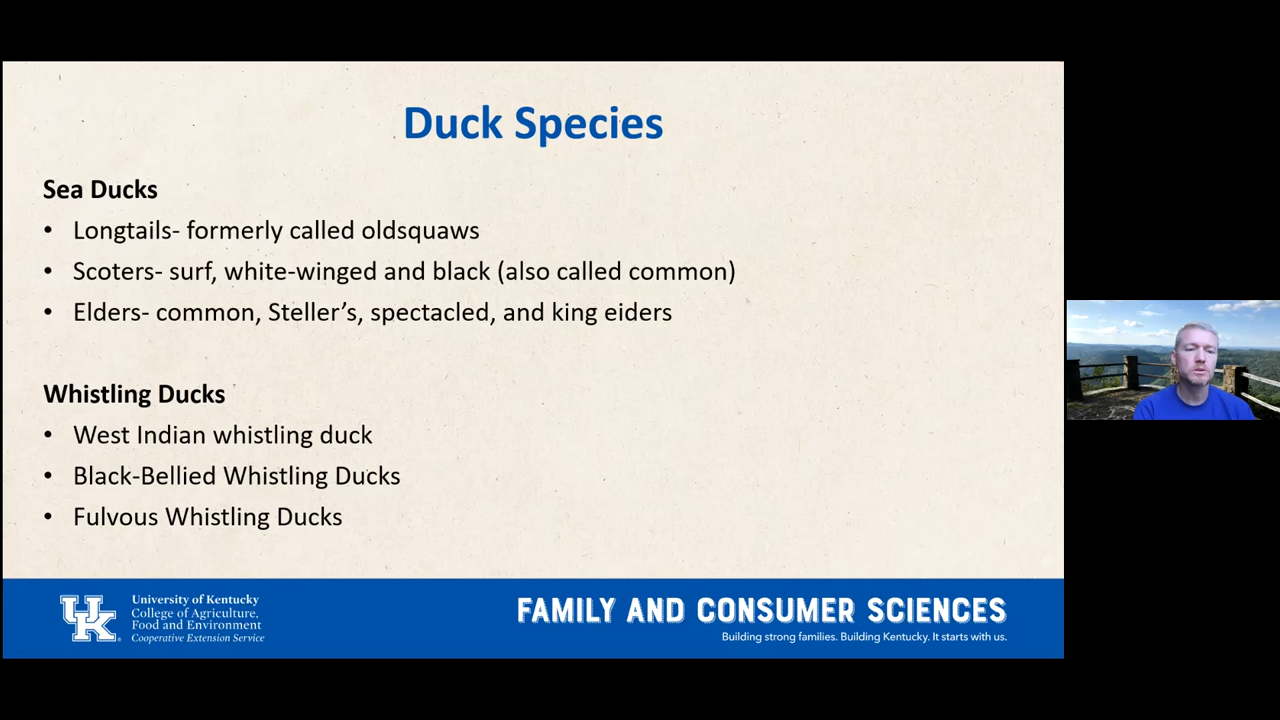 Duck Species
Sea Ducks
• Longtails- formerly called oldsquaws
• Scoters- surf, white-winged and black (also called common)
• Elders- common, Steller's, spectacled, and king eiders
Whistling Ducks
• West Indian whistling duck
• Black-Bellied Whistling Ducks
• Fulvous Whistling Ducks
UK
University of Kentucky
College of Agriculture,
Food and Environment
Cooperative Extension Service
FAMILY AND CONSUMER SCIENCES
Building strong families. Building Kentucky. It starts with us.